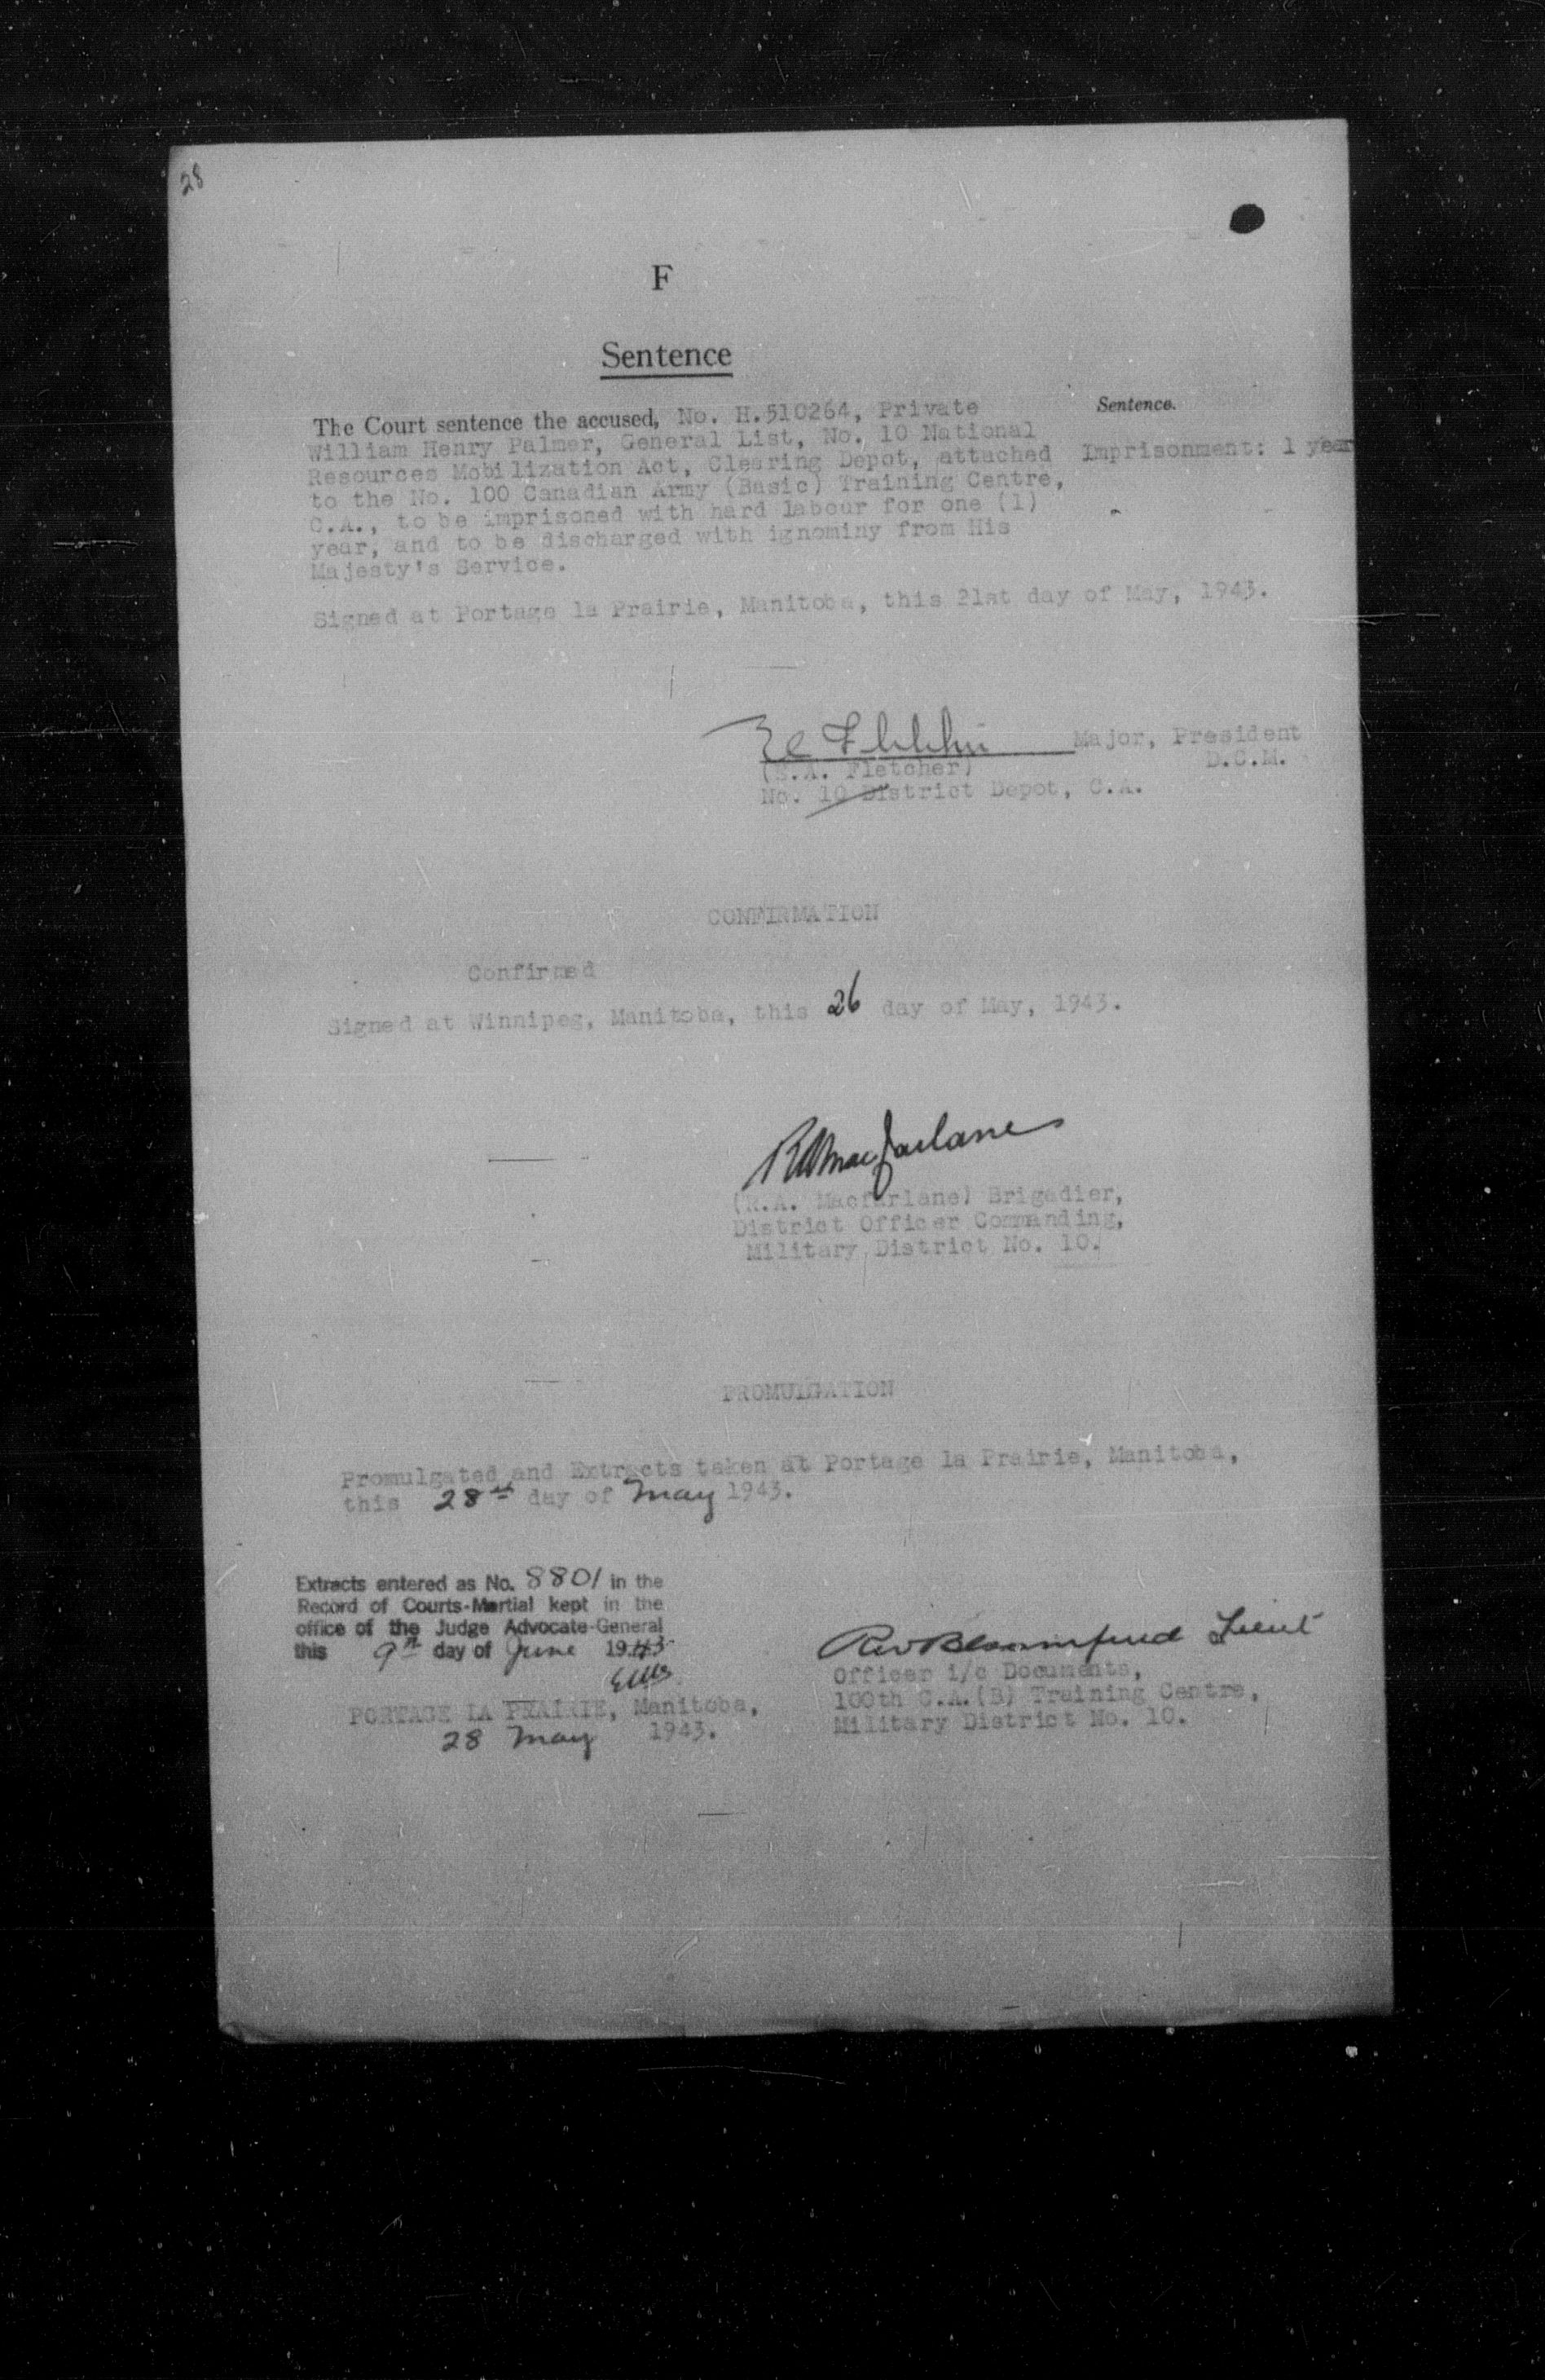 28
F
Sentence
The Court sentence the accused, No. H.510264, Private
William Henry Palmer, General List, No. 10 National
Resources Mobilization Act, Clearing Depot, attached
to the No. 100 Canadian Army (Basic) Training Centre,
C.A., to be imprisoned with hard labour for one (1)
year, and to be discharged with ignominy from His
Majesty's Service.
Sentence.
Imprisonment: 1 year
Signed at Portage la Prairie, Manitoba, this 21st day of May, 1943.
Major, President
D.C.M.
(E.A. Fletcher)
No. 10 District Depot, C.A.
CONFIRMATION
Confirmed
Signed at Winnipeg, Manitoba, this 26 day of May, 1943.
RAMacfarlane
(R.A. Macfarlane) Brigadier,
District Officer Commanding,
Military District No. 10.
PROMULGATION
Promulgated and Extracts taken at Portage la Prairie, Manitoba,
this 28th day of May 1943.
Extracts entered as No. 8801 in the
Record of Courts-Martial kept in the
office of the Judge Advocate-General
this 9th day of June 1943
PORTAGE LA PRAIRIE, Manitoba,
28 May 1943.
Lieut
Officer i/c Documents,
100th C.A.(B) Training Centre,
Military District No. 10.